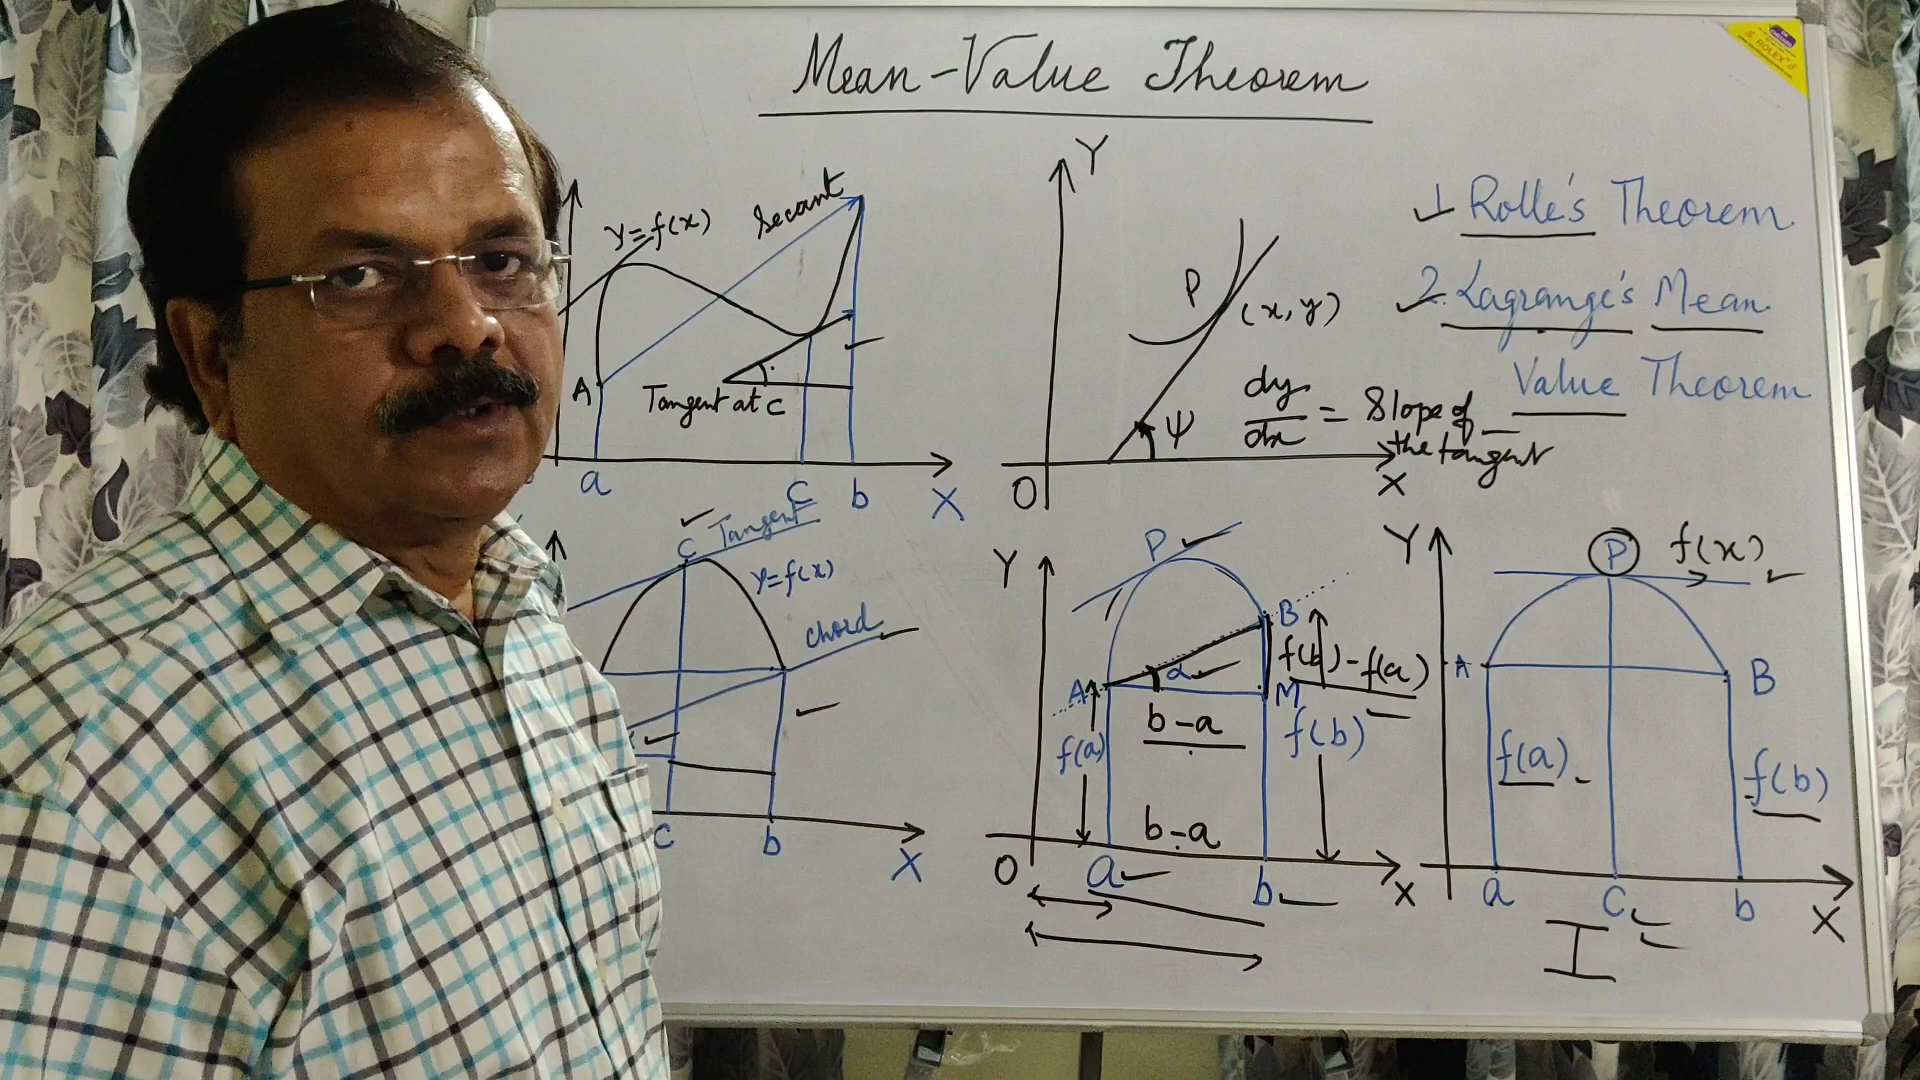 Mean-Value Theorem
ROLEX
Y
1 Rolle's Theorem
2. Lagrange's Mean
Value Theorem
y=f(x)
Secant
A
Tangent at c
a
c
b
X
P
(x, y)
ψ
dy/dx = Slope of
the tangent
O
X
C
Tangent
y=f(x)
chord
c
b
X
Y
P
B
A
α
M
f(b)-f(a)
b-a
f(a)
f(b)
b-a
O
a
b
X
Y
P
f(x)
A
B
f(a)
f(b)
a
c
b
X
I